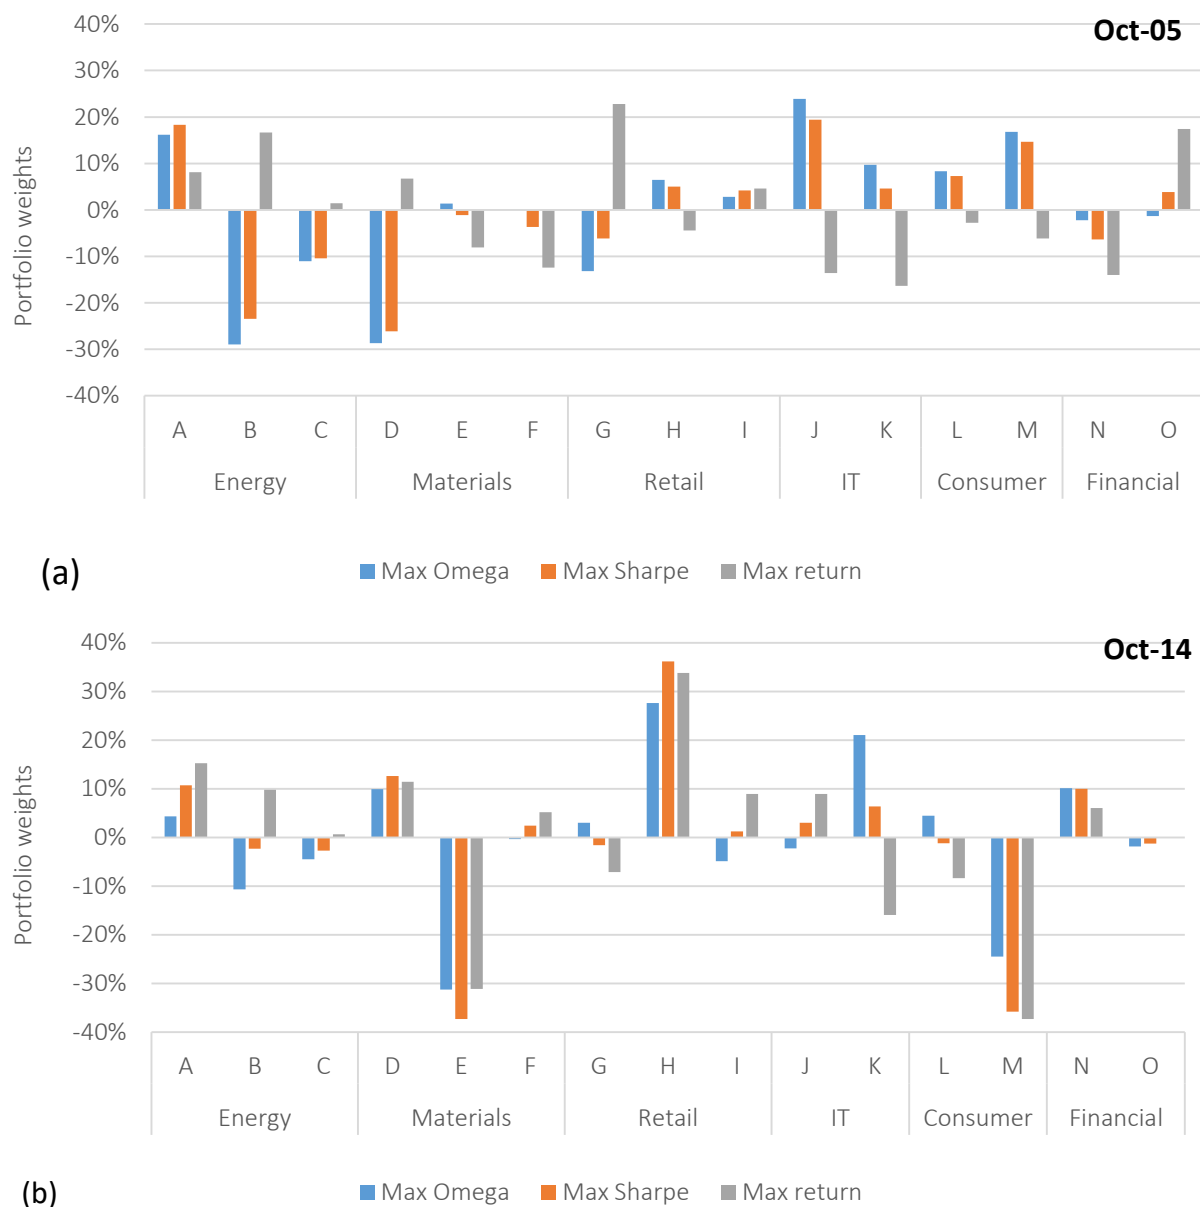 40%
Oct-05
30%
20%
10%
0%
-10%
-20%
-30%
-40%
Portfolio weights
A B C D E F G H I J K L M N O
Energy Materials Retail IT Consumer Financial
(a)
Max Omega Max Sharpe Max return
40%
Oct-14
30%
20%
10%
0%
-10%
-20%
-30%
-40%
Portfolio weights
A B C D E F G H I J K L M N O
Energy Materials Retail IT Consumer Financial
(b)
Max Omega Max Sharpe Max return